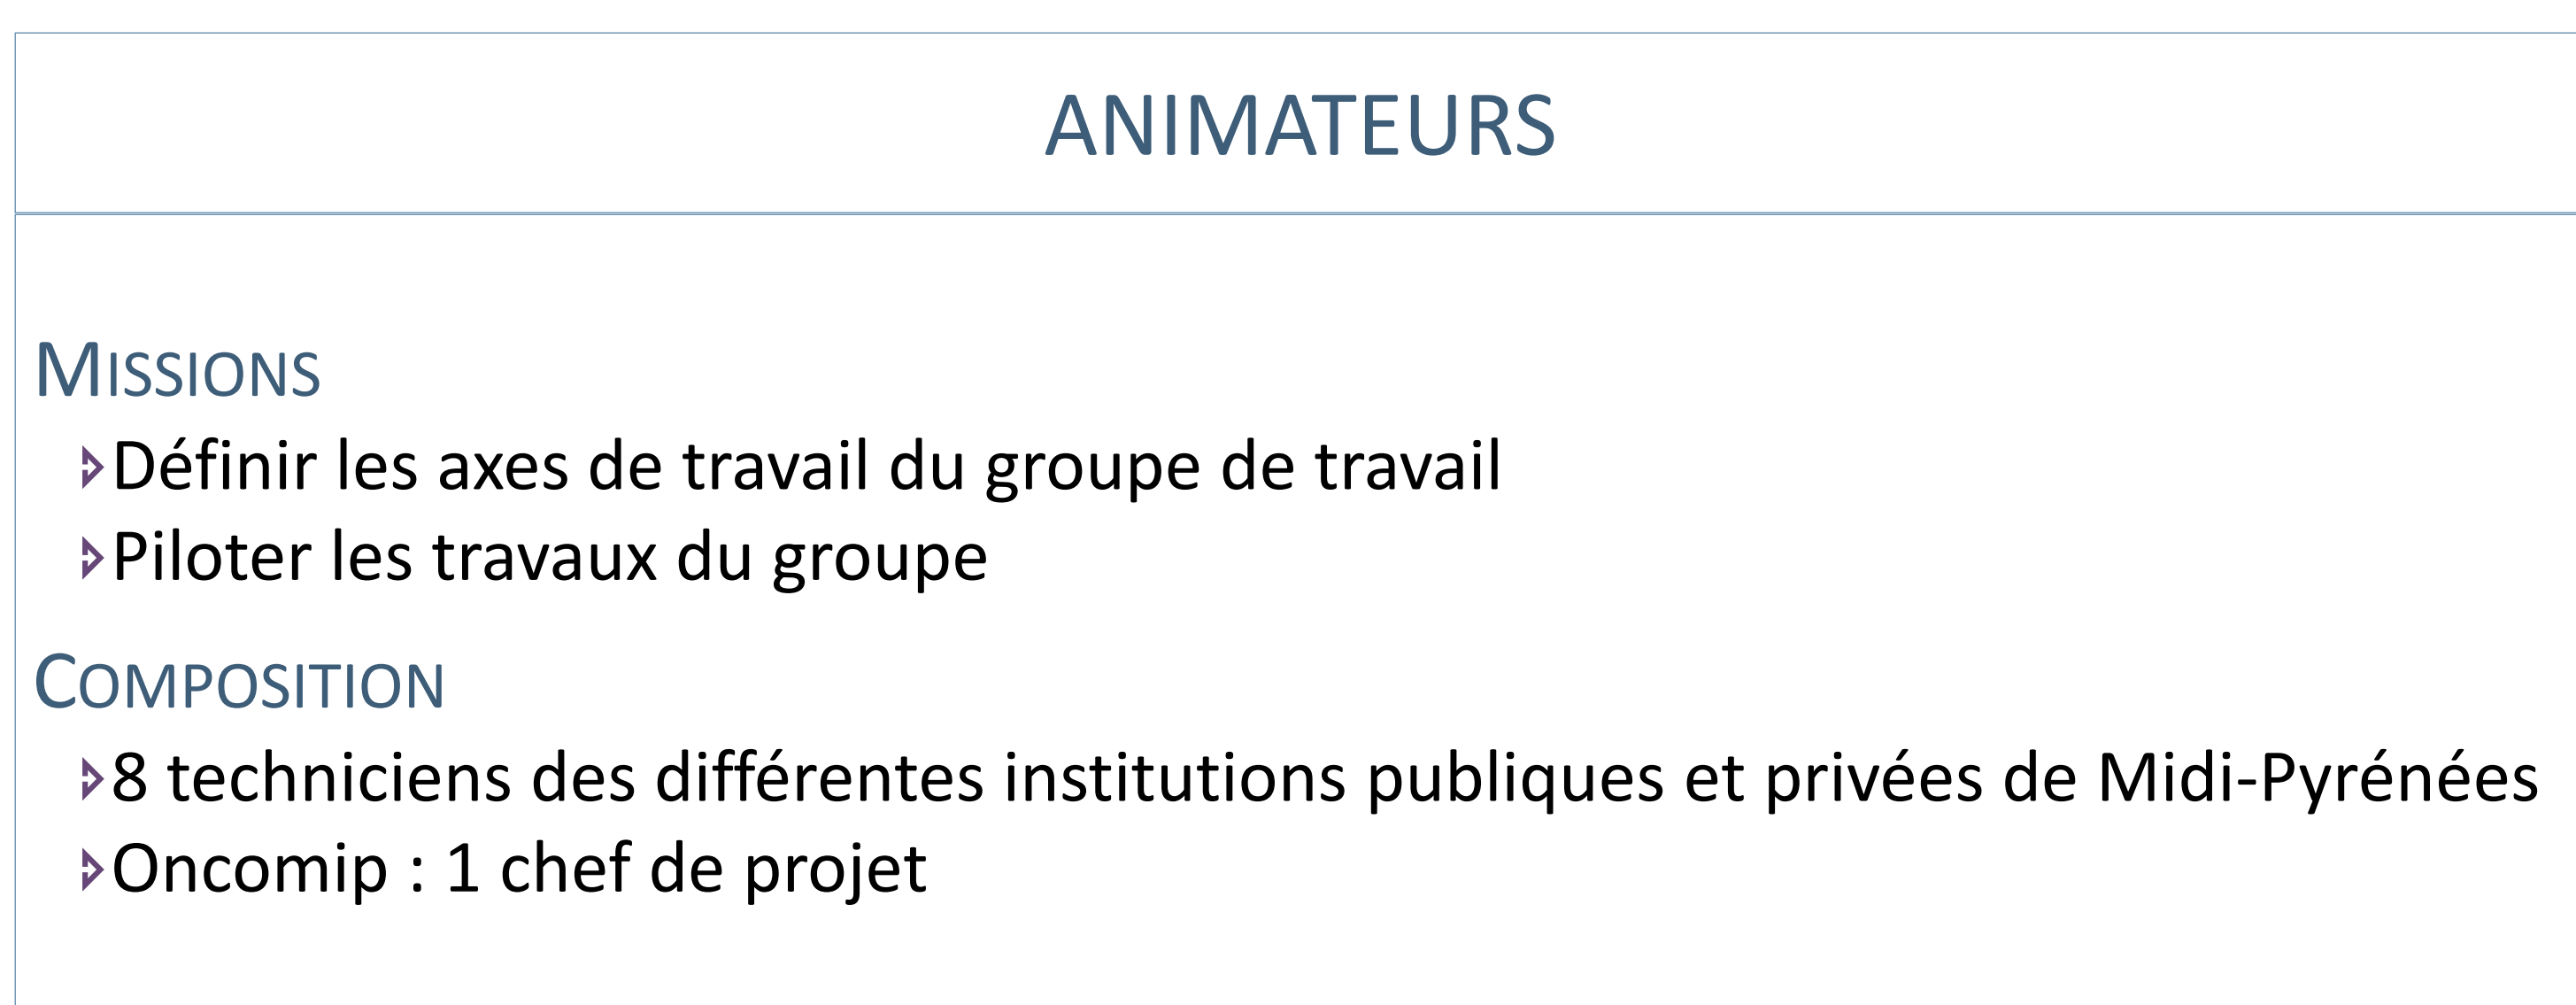 ANIMATEURS
Missions
Définir les axes de travail du groupe de travail
Piloter les travaux du groupe
Composition
8 techniciens des différentes institutions publiques et privées de Midi-Pyrénées
Oncomip : 1 chef de projet